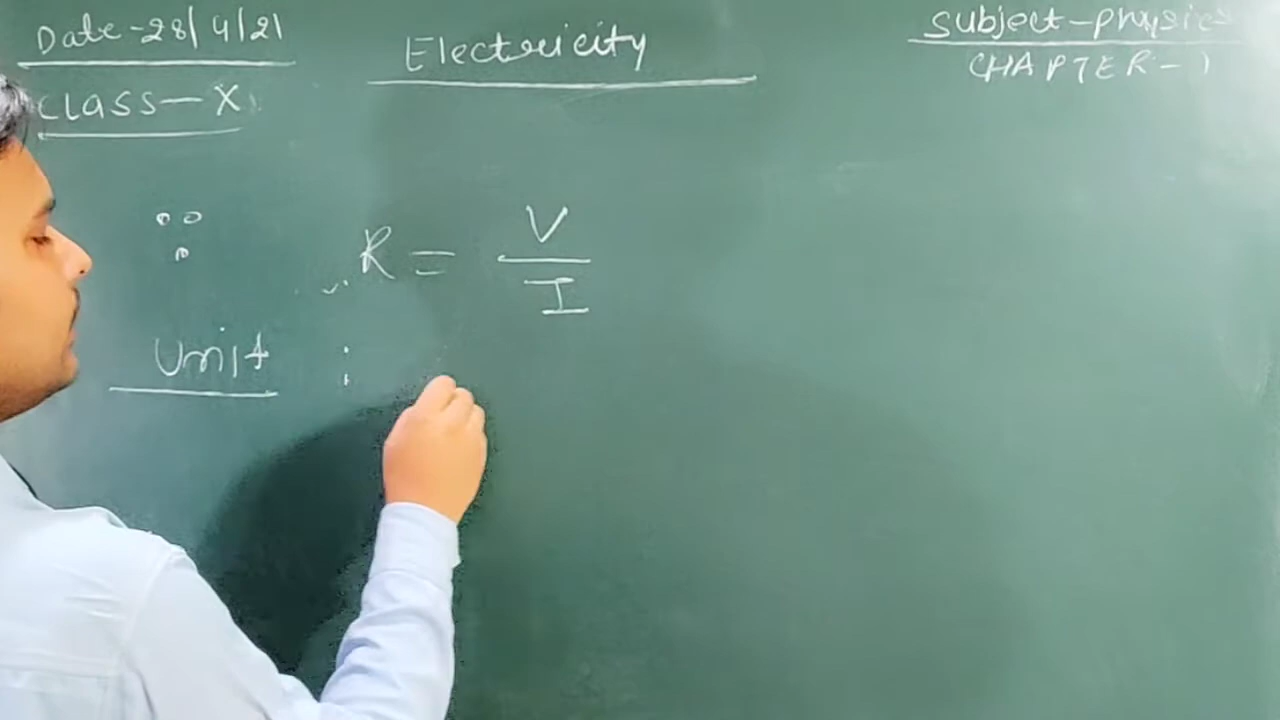 Date-28/4/21
Electricity
Subject-physics
CHAPTER-1
CLASS-X
∴ R = V/I
Unit :